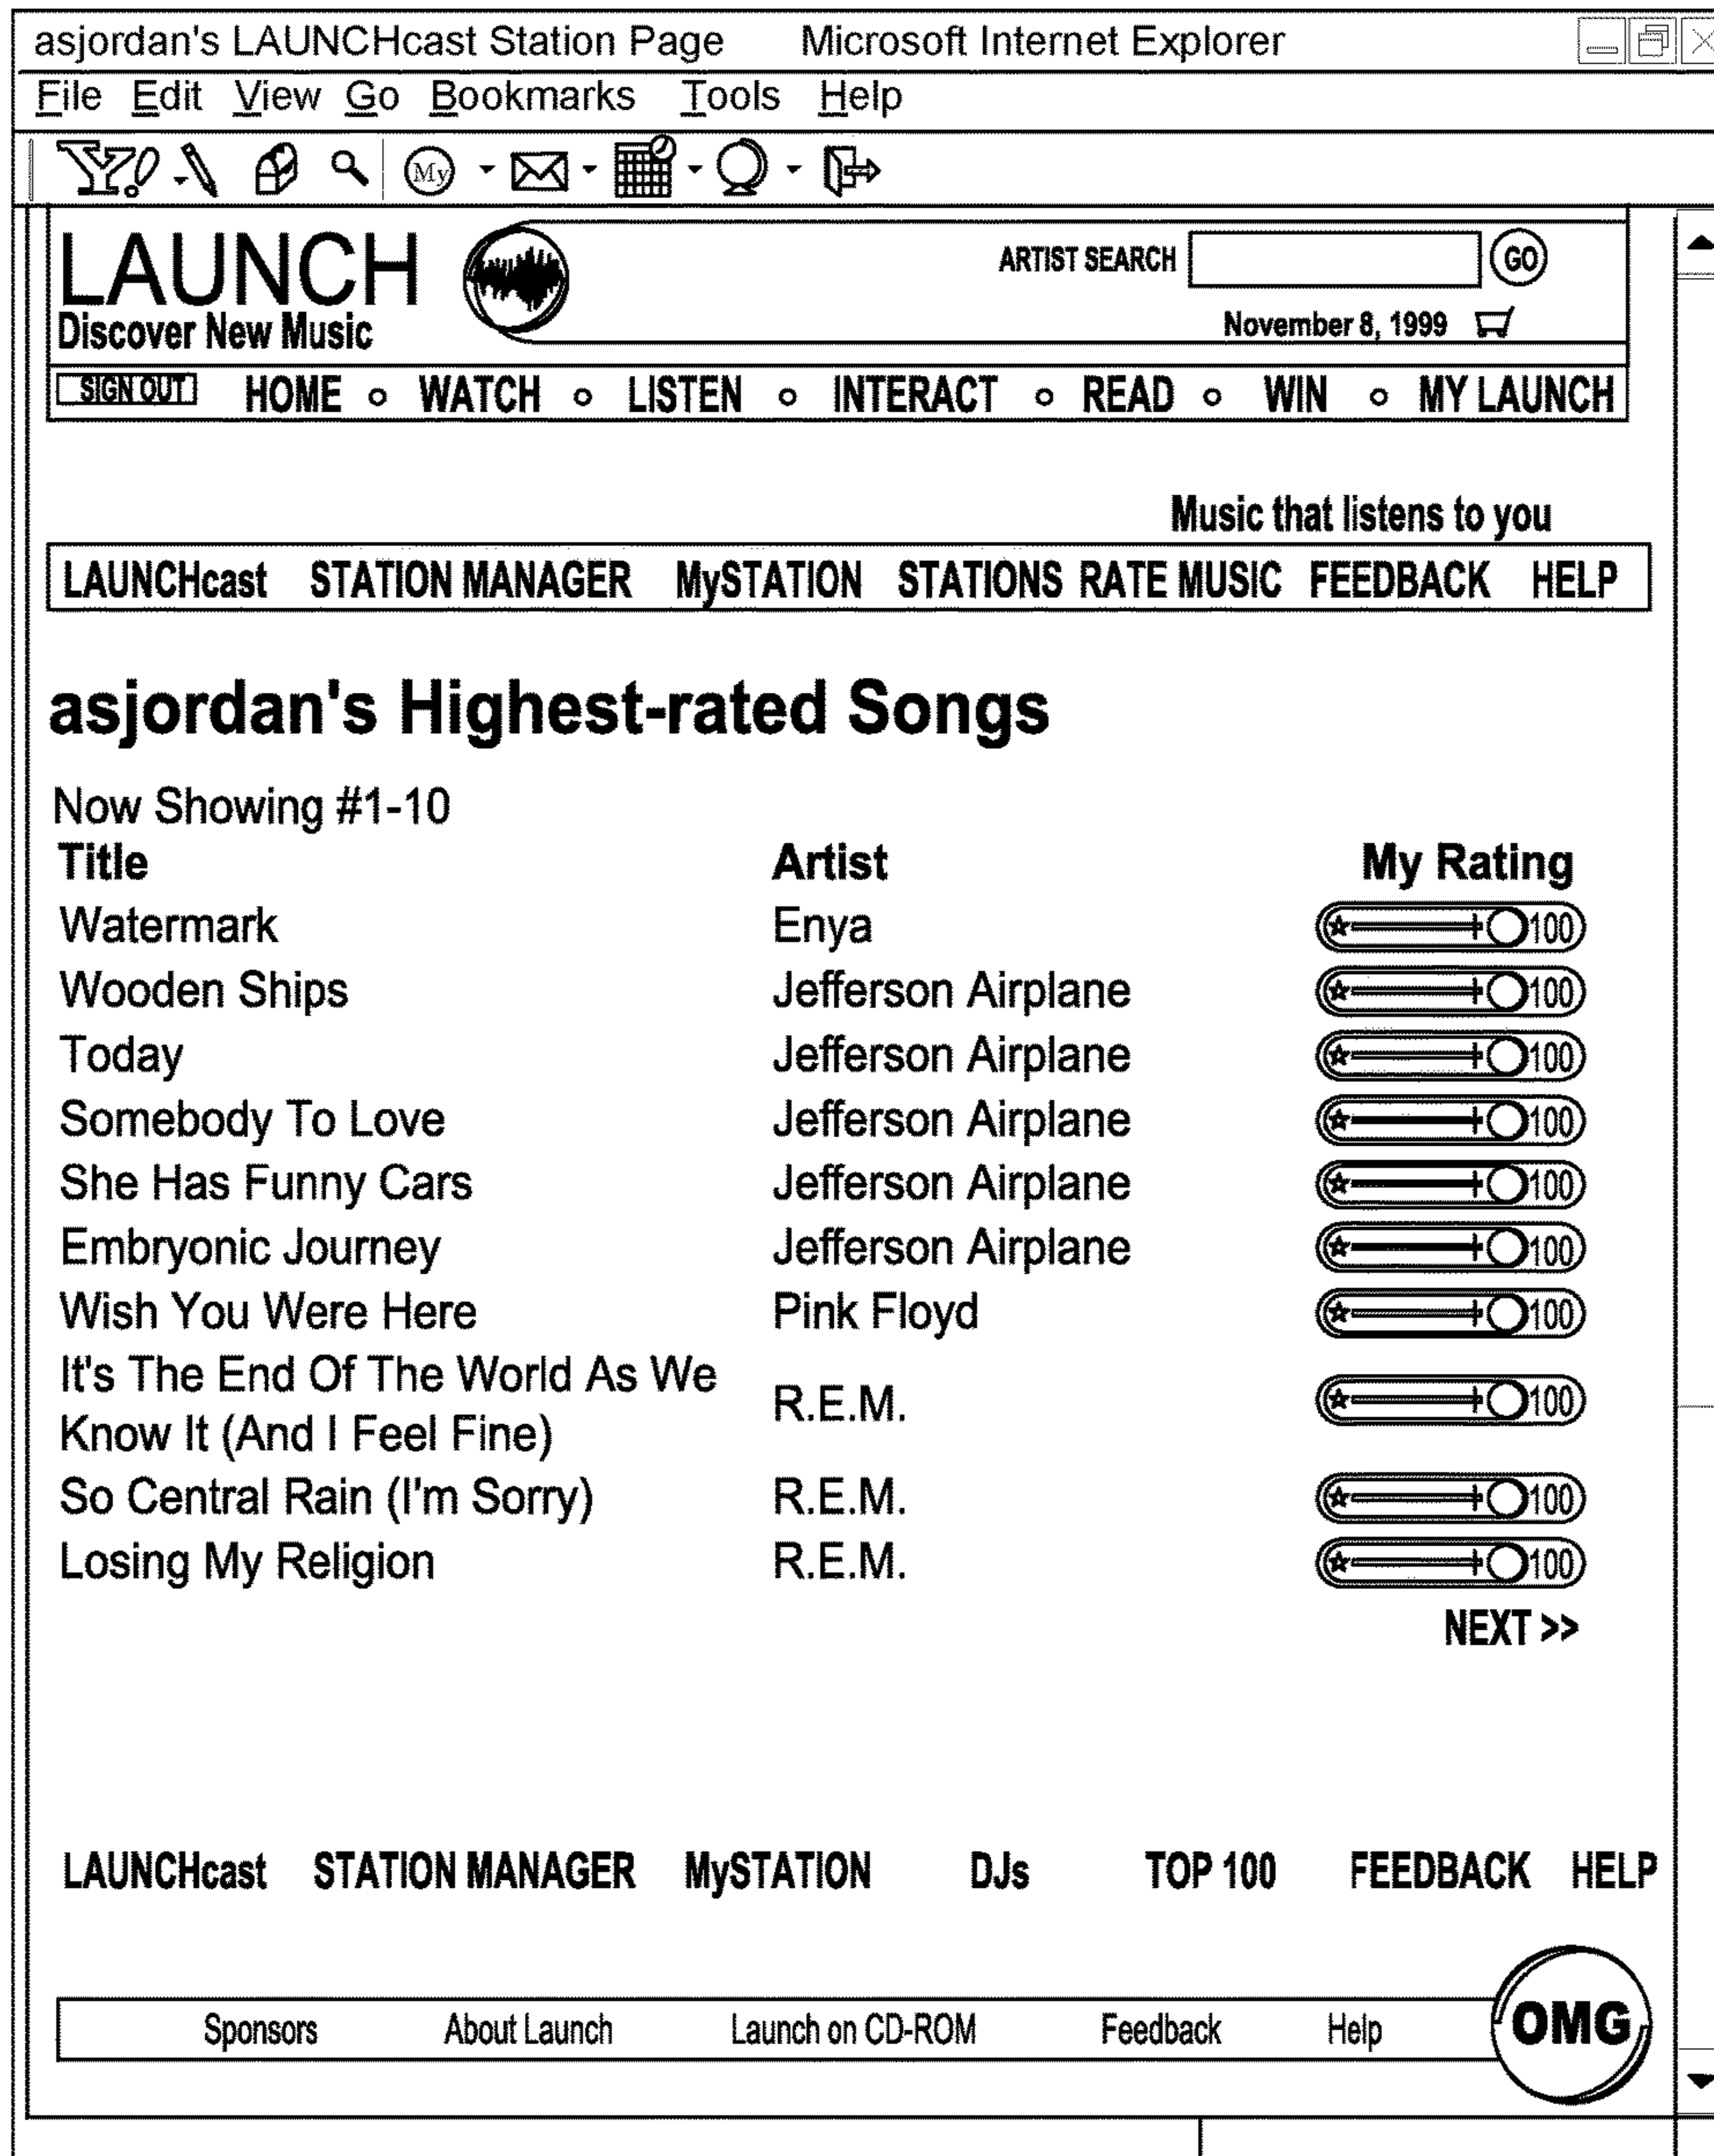 asjordan's LAUNCHcast Station Page Microsoft Internet Explorer
File Edit View Go Bookmarks Tools Help
Y! My
LAUNCH
Discover New Music
ARTIST SEARCH GO
November 8, 1999
SIGN OUT HOME WATCH LISTEN INTERACT READ WIN MY LAUNCH
Music that listens to you
LAUNCHcast STATION MANAGER MySTATION STATIONS RATE MUSIC FEEDBACK HELP
asjordan's Highest-rated Songs
Now Showing #1-10
Title Artist My Rating
Watermark Enya 100
Wooden Ships Jefferson Airplane 100
Today Jefferson Airplane 100
Somebody To Love Jefferson Airplane 100
She Has Funny Cars Jefferson Airplane 100
Embryonic Journey Jefferson Airplane 100
Wish You Were Here Pink Floyd 100
It's The End Of The World As We
Know It (And I Feel Fine) R.E.M. 100
So Central Rain (I'm Sorry) R.E.M. 100
Losing My Religion R.E.M. 100
NEXT >>
LAUNCHcast STATION MANAGER MySTATION DJs TOP 100 FEEDBACK HELP
Sponsors About Launch Launch on CD-ROM Feedback Help OMG